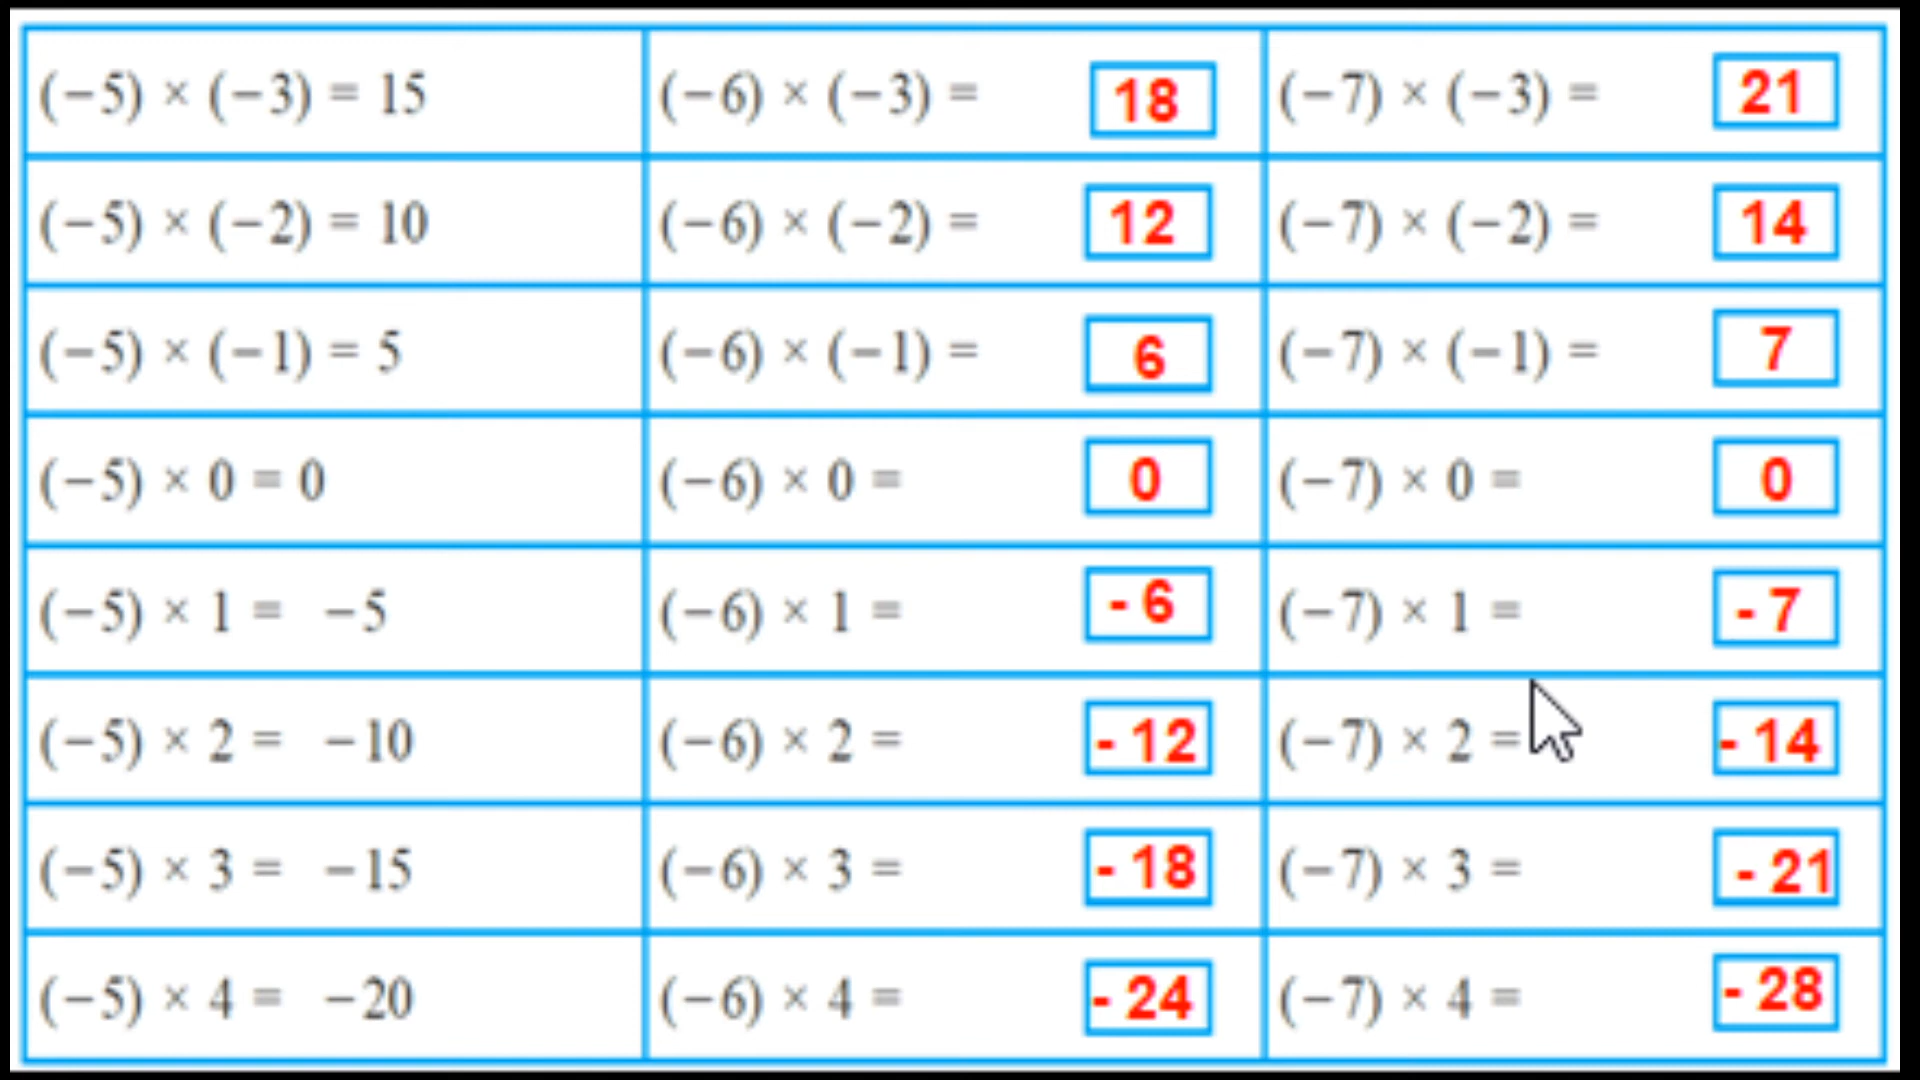 (−5) × (−3) = 15 (−6) × (−3) = 18 (−7) × (−3) = 21
(−5) × (−2) = 10 (−6) × (−2) = 12 (−7) × (−2) = 14
(−5) × (−1) = 5 (−6) × (−1) = 6 (−7) × (−1) = 7
(−5) × 0 = 0 (−6) × 0 = 0 (−7) × 0 = 0
(−5) × 1 = −5 (−6) × 1 = - 6 (−7) × 1 = - 7
(−5) × 2 = −10 (−6) × 2 = - 12 (−7) × 2 = - 14
(−5) × 3 = −15 (−6) × 3 = - 18 (−7) × 3 = - 21
(−5) × 4 = −20 (−6) × 4 = - 24 (−7) × 4 = - 28